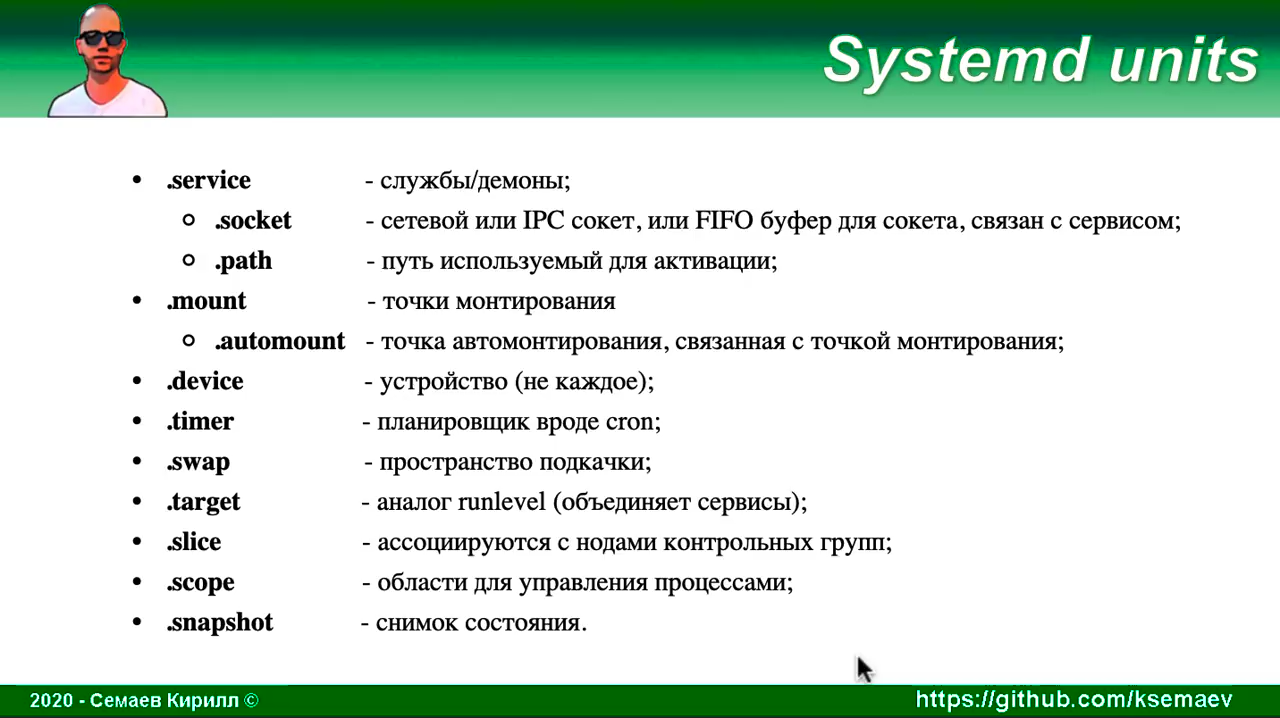 Systemd units
• .service - службы/демоны;
○ .socket - сетевой или IPC сокет, или FIFO буфер для сокета, связан с сервисом;
○ .path - путь используемый для активации;
• .mount - точки монтирования
○ .automount - точка автомонтирования, связанная с точкой монтирования;
• .device - устройство (не каждое);
• .timer - планировщик вроде cron;
• .swap - пространство подкачки;
• .target - аналог runlevel (объединяет сервисы);
• .slice - ассоциируются с нодами контрольных групп;
• .scope - области для управления процессами;
• .snapshot - снимок состояния.
2020 - Семаев Кирилл © https://github.com/ksemaev